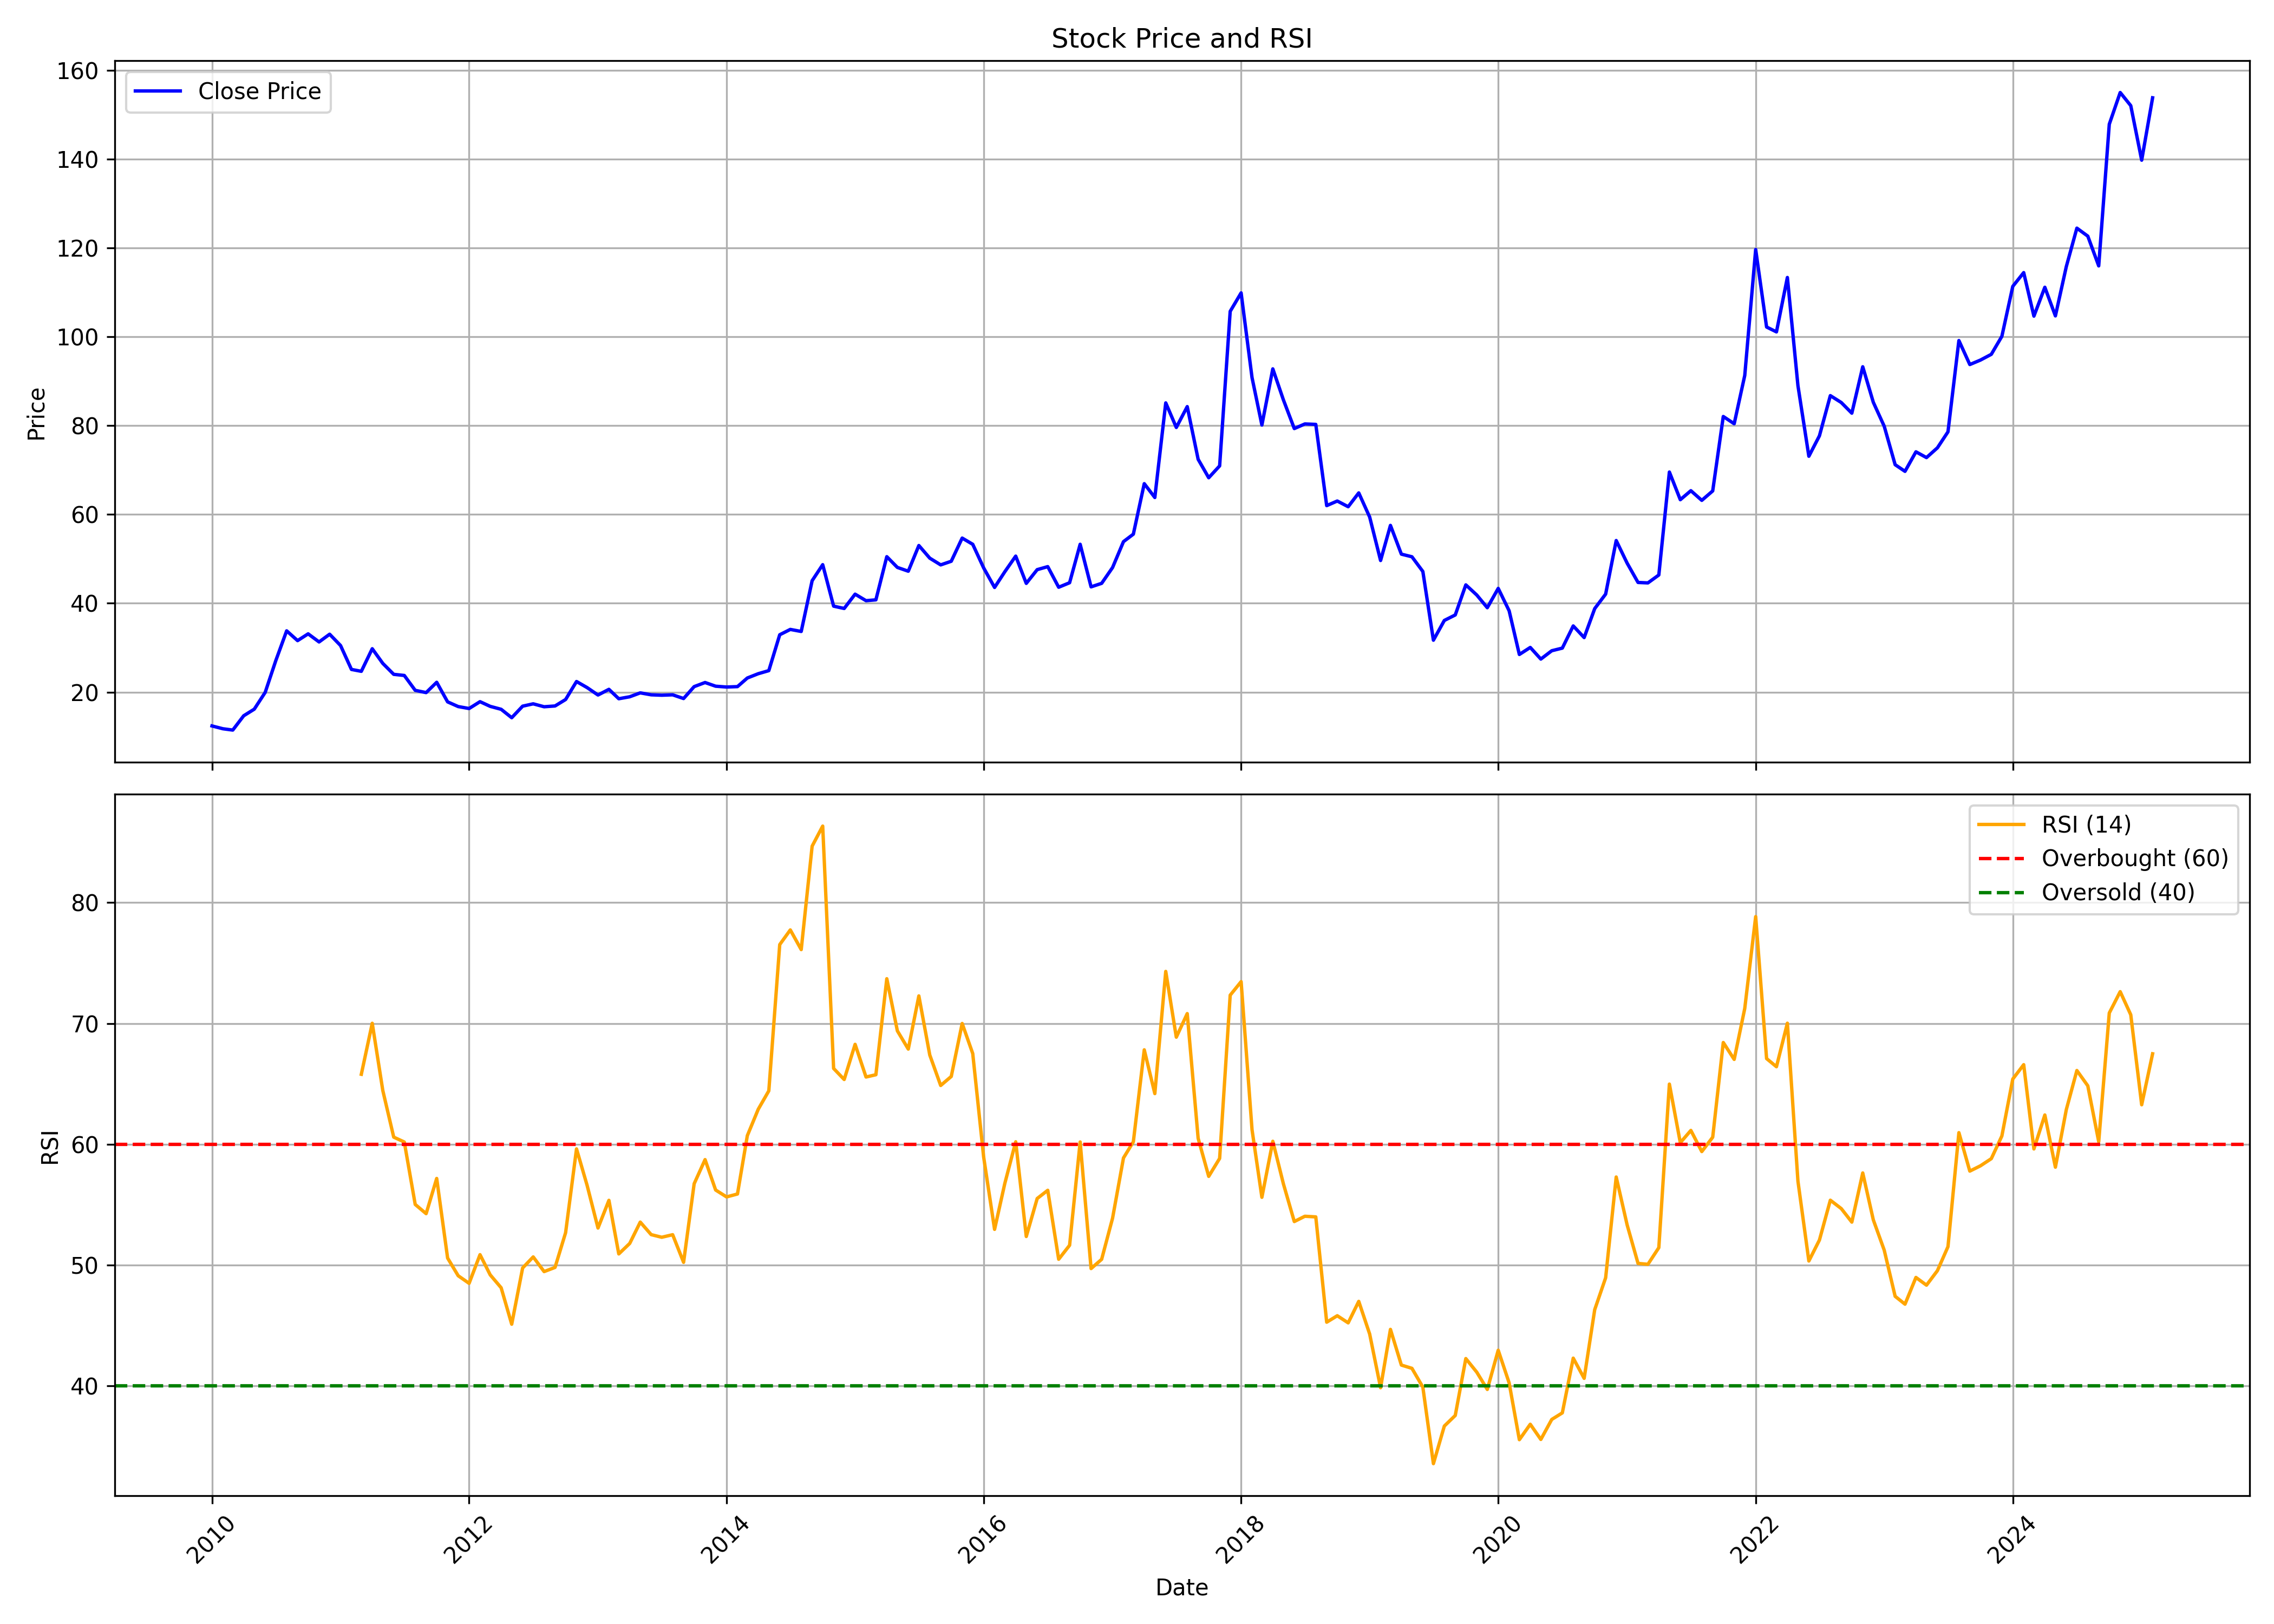 Stock Price and RSI
160
140
120
100
80
60
40
20
Price
Close Price
80
70
60
50
40
RSI
RSI (14)
Overbought (60)
Oversold (40)
2010
2012
2014
2016
2018
2020
2022
2024
Date